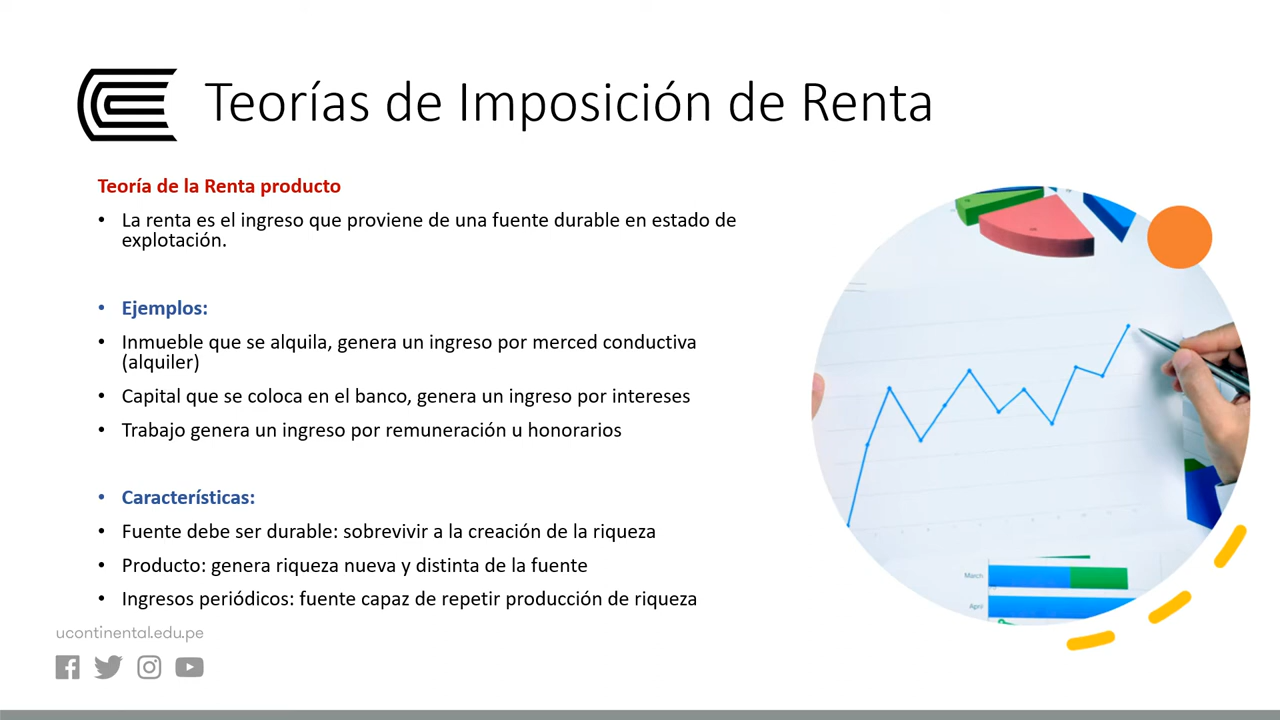 Teorías de Imposición de Renta
Teoría de la Renta producto
• La renta es el ingreso que proviene de una fuente durable en estado de
explotación.
• Ejemplos:
• Inmueble que se alquila, genera un ingreso por merced conductiva
(alquiler)
• Capital que se coloca en el banco, genera un ingreso por intereses
• Trabajo genera un ingreso por remuneración u honorarios
• Características:
• Fuente debe ser durable: sobrevivir a la creación de la riqueza
• Producto: genera riqueza nueva y distinta de la fuente
• Ingresos periódicos: fuente capaz de repetir producción de riqueza
March
April
ucontinental.edu.pe